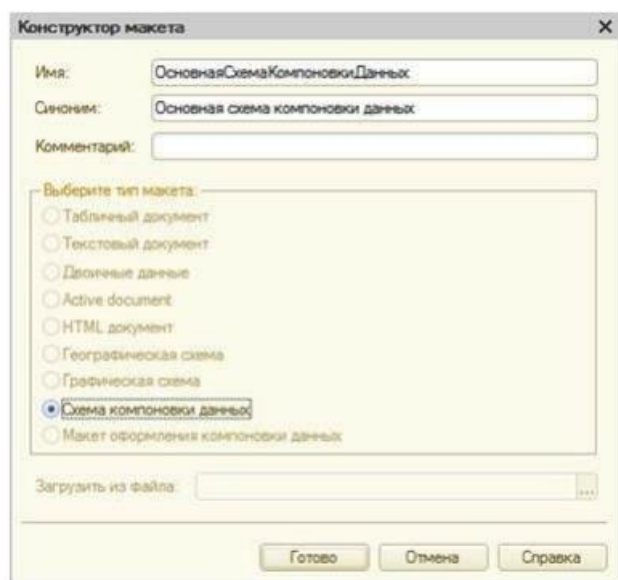 Конструктор макета
Имя: ОсновнаяСхемаКомпоновкиДанных
Синоним: Основная схема компоновки данных
Комментарий:
Выберите тип макета:
Табличный документ
Текстовый документ
Двоичные данные
Active document
HTML документ
Географическая схема
Графическая схема
Схема компоновки данных
Макет оформления компоновки данных
Загрузить из файла: ...
Готово Отмена Справка